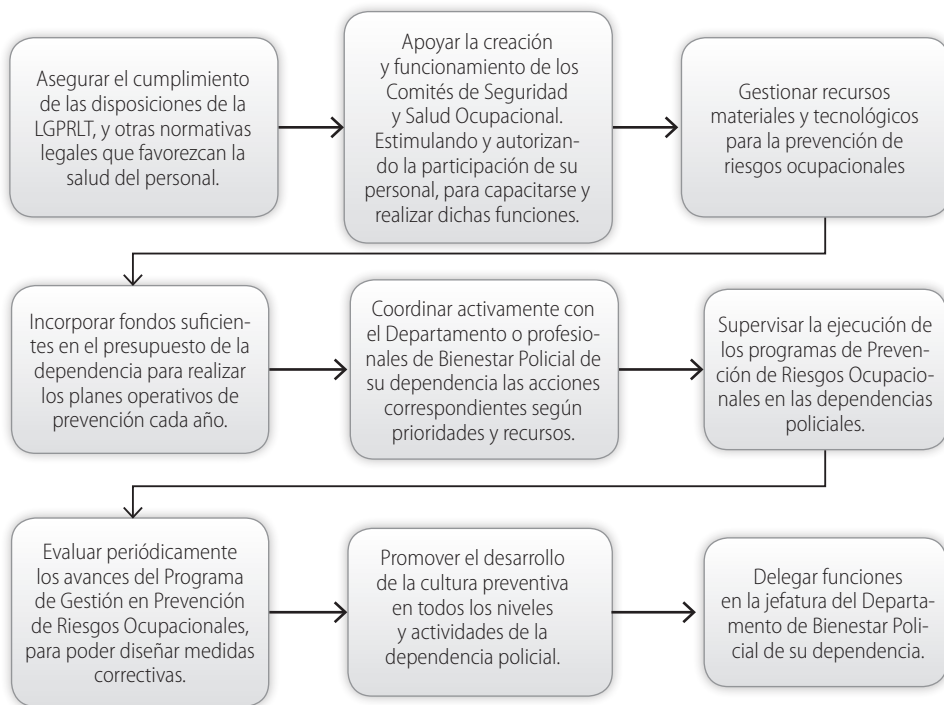 Asegurar el cumplimiento
de las disposiciones de la
LGPRLT, y otras normativas
legales que favorezcan la
salud del personal.
Apoyar la creación
y funcionamiento de los
Comités de Seguridad
y Salud Ocupacional.
Estimulando y autorizan-
do la participación de su
personal, para capacitarse y
realizar dichas funciones.
Gestionar recursos
materiales y tecnológicos
para la prevención de
riesgos ocupacionales
Incorporar fondos suficien-
tes en el presupuesto de la
dependencia para realizar
los planes operativos de
prevención cada año.
Coordinar activamente con
el Departamento o profesio-
nales de Bienestar Policial de
su dependencia las acciones
correspondientes según
prioridades y recursos.
Supervisar la ejecución de
los programas de Preven-
ción de Riesgos Ocupacio-
nales en las dependencias
policiales.
Evaluar periódicamente
los avances del Programa
de Gestión en Prevención
de Riesgos Ocupacionales,
para poder diseñar medidas
correctivas.
Promover el desarrollo
de la cultura preventiva
en todos los niveles
y actividades de la
dependencia policial.
Delegar funciones
en la jefatura del Departa-
mento de Bienestar Poli-
cial de su dependencia.